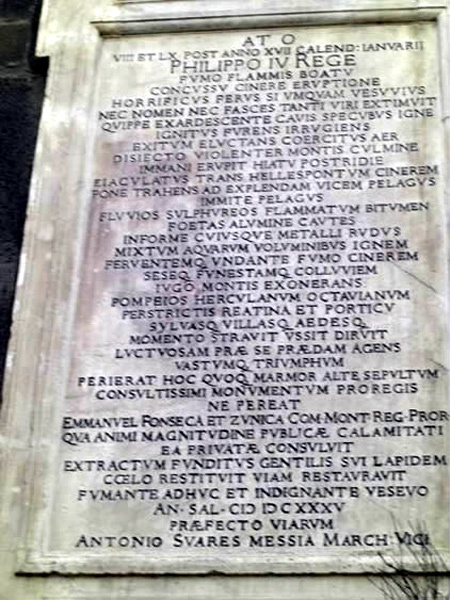 AT O
VIII ET LX POST ANNO XVII CALEND: IANVARII
PHILIPPO IV REGE
FVMO FLAMMIS BOATV
CONCVSSV CINERE ERVPTIONE
HORRIFICVS FERVS SI VMQVAM VESVVIVS
NEC NOMEN NEC FASCES TANTI VIRI EXTIMVIT
QVIPPE EXARDESCENTE CAVIS SPECVBVS IGNE
IGNITVS FVRENS IRRVGIENS
EXITVM ELVCTANS COERCITVS AER
DISIECTO VIOLENTER MONTIS CVLMINE
IMMANI ERVPIT HIATV POSTRIDIE
EIACVLATVS TRANS HELLESPONTVM CINEREM
PONE TRAHENS AD EXPLENDAM VICEM PELAGVS
IMMITE PELAGVS
FLVVIOS SVLPHVREOS FLAMMATVM BITVMEN
FOETAS ALVMINE CAVTES
INFORME CVIVSQVE METALLI RVDVS
MIXTVM AQVARVM VOLVMINIBVS IGNEM
FERVENTEMQ. VNDANTE FVMO CINEREM
SESEQ. FVNESTAMQ. COLLVVIEM
IVGO MONTIS EXONERANS
POMPEIOS HERCVLANVM OCTAVIANVM
PERSTRICTIS REATINA ET PORTICV
SYLVASQ. VILLASQ. AEDESQ.
MOMENTO STRAVIT VSSIT DIRVIT
LVCTVOSAM PRÆ SE PRÆDAM AGENS
VASTVMQ. TRIVMPHVM
PERIERAT HOC QVOQ. MARMOR ALTE SEPVLTVM
CONSVLTISSIMI MONVMENTVM PROREGIS
NE PEREAT
EMMANVEL FONSECA ET ZVNICA COM·MONT·REG·PROR
QVA ANIMI MAGNITVDINE PVBLICÆ CALAMITATI
EA PRIVATÆ CONSVLVIT
EXTRACTVM FVNDITVS GENTILIS SVI LAPIDEM
CŒLO RESTITVIT VIAM RESTAVRAVIT
FVMANTE ADHVC ET INDIGNANTE VESEVO
AN· SAL· CIƆ IƆCXXXV
PRÆFECTO VIARVM
ANTONIO SVARES MESSIA MARCH: VICI